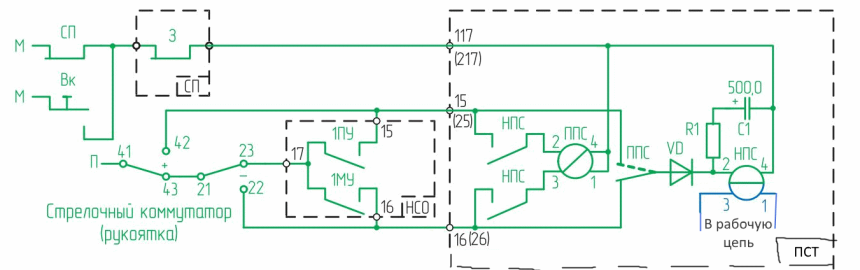 М СП З 117
(217)
СП
М Вк
15
(25)
500,0
+
С1
R1
НПС
42
1ПУ 15
17
П 41 + 23
43 21 – 22
1МУ
16 НСО
ППС
2 4
3 1
НПС
ППС
VD
НПС
2 4
3 1
Стрелочный коммутатор
(рукоятка)
16 (26)
В рабочую
цепь
ПСТ